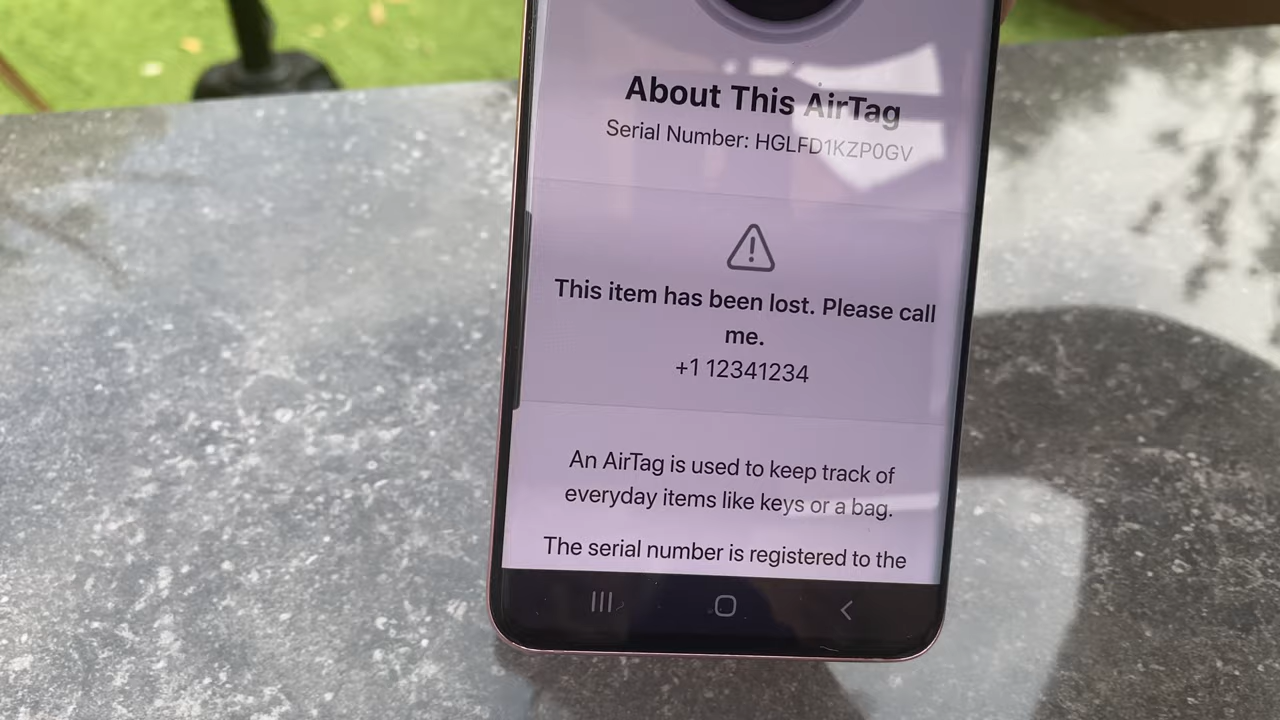 About This AirTag
Serial Number: HGLFD1KZP0GV
This item has been lost. Please call
me.
+1 12341234
An AirTag is used to keep track of
everyday items like keys or a bag.
The serial number is registered to the